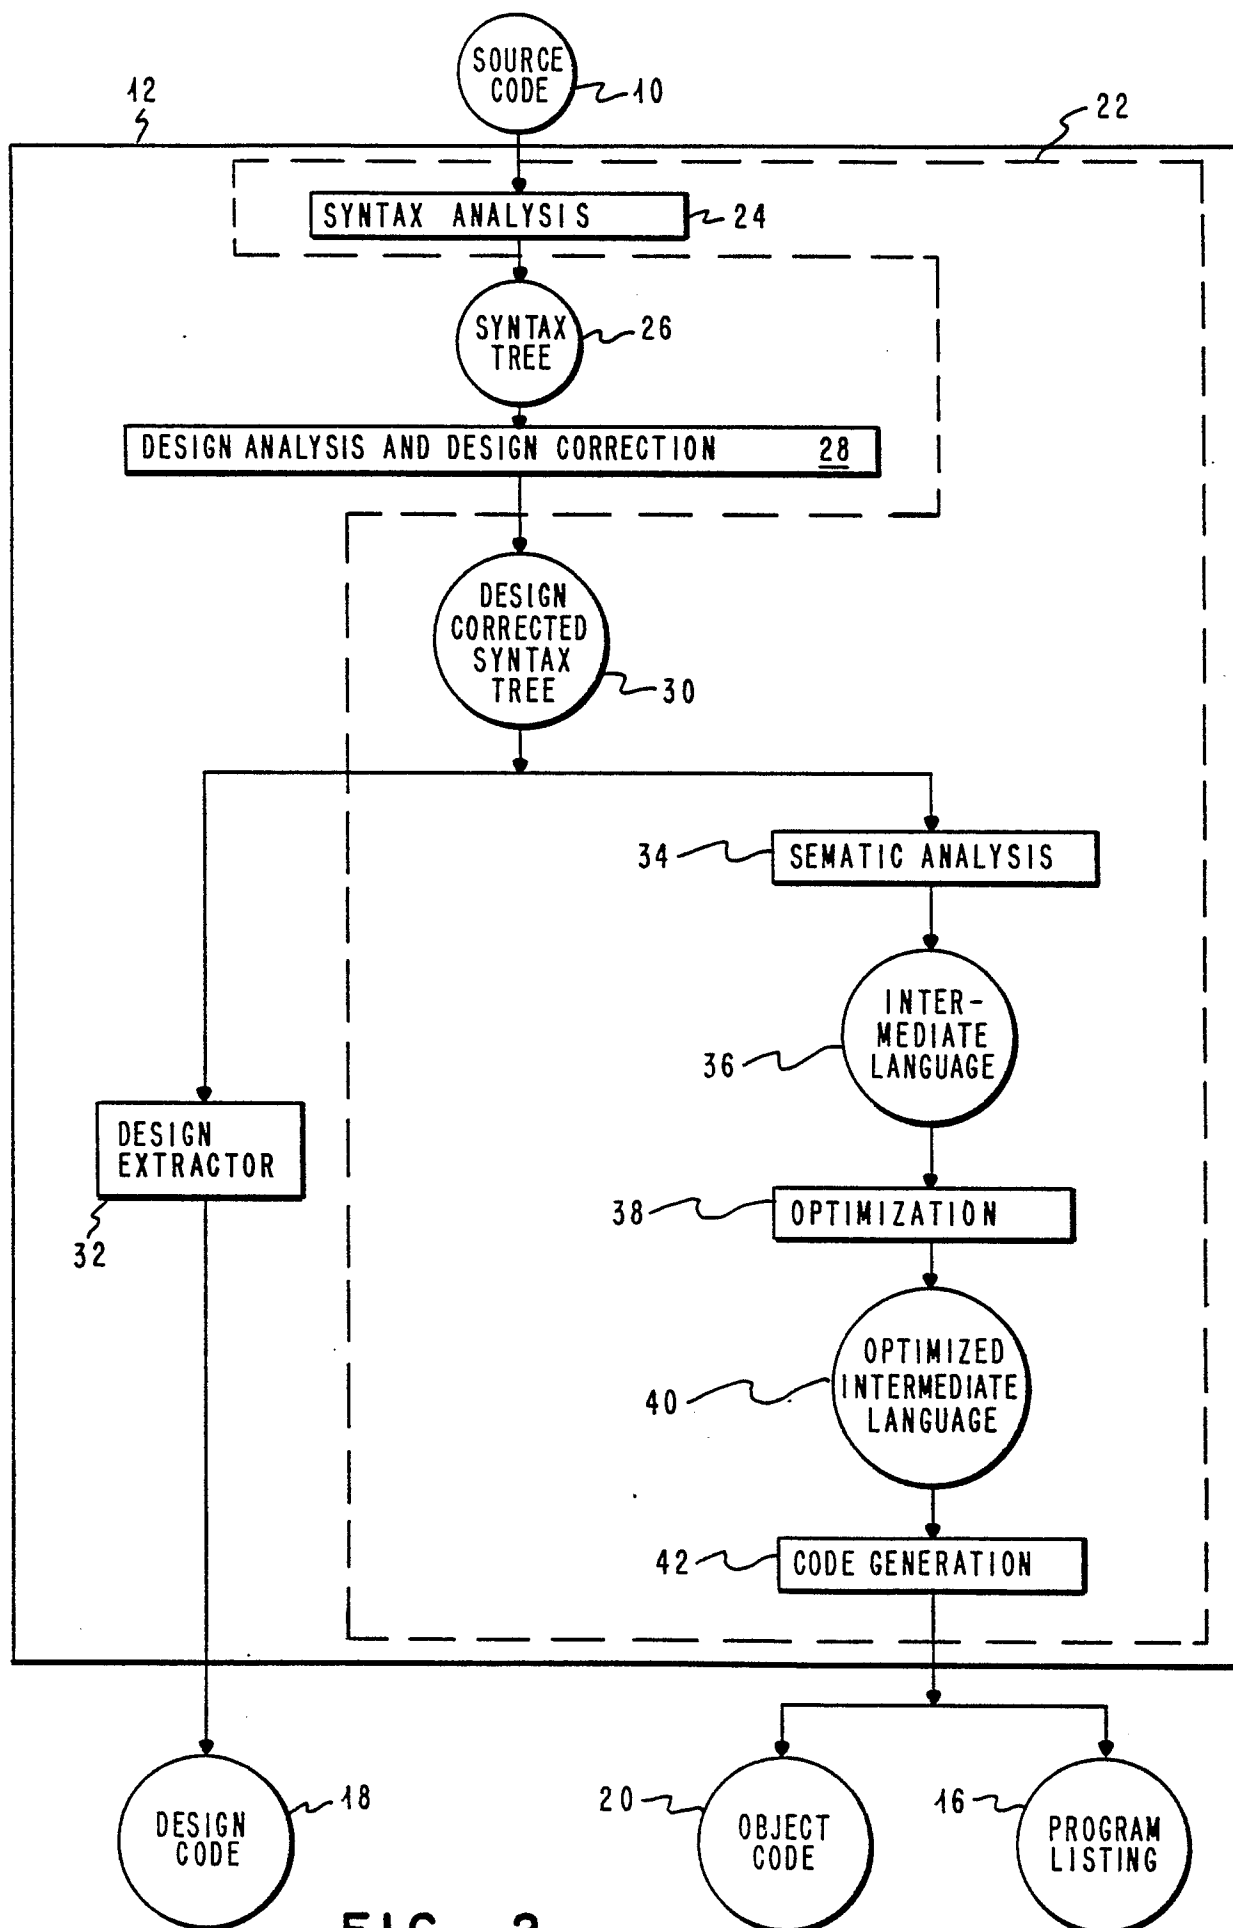 SOURCE
CODE
10
12
22
SYNTAX ANALYSIS
24
SYNTAX
TREE
26
DESIGN ANALYSIS AND DESIGN CORRECTION 28
DESIGN
CORRECTED
SYNTAX
TREE
30
34
SEMATIC ANALYSIS
INTER-
MEDIATE
LANGUAGE
36
DESIGN
EXTRACTOR
32
38
OPTIMIZATION
OPTIMIZED
INTERMEDIATE
LANGUAGE
40
42
CODE GENERATION
DESIGN
CODE
18
20
OBJECT
CODE
16
PROGRAM
LISTING
FIG. 2